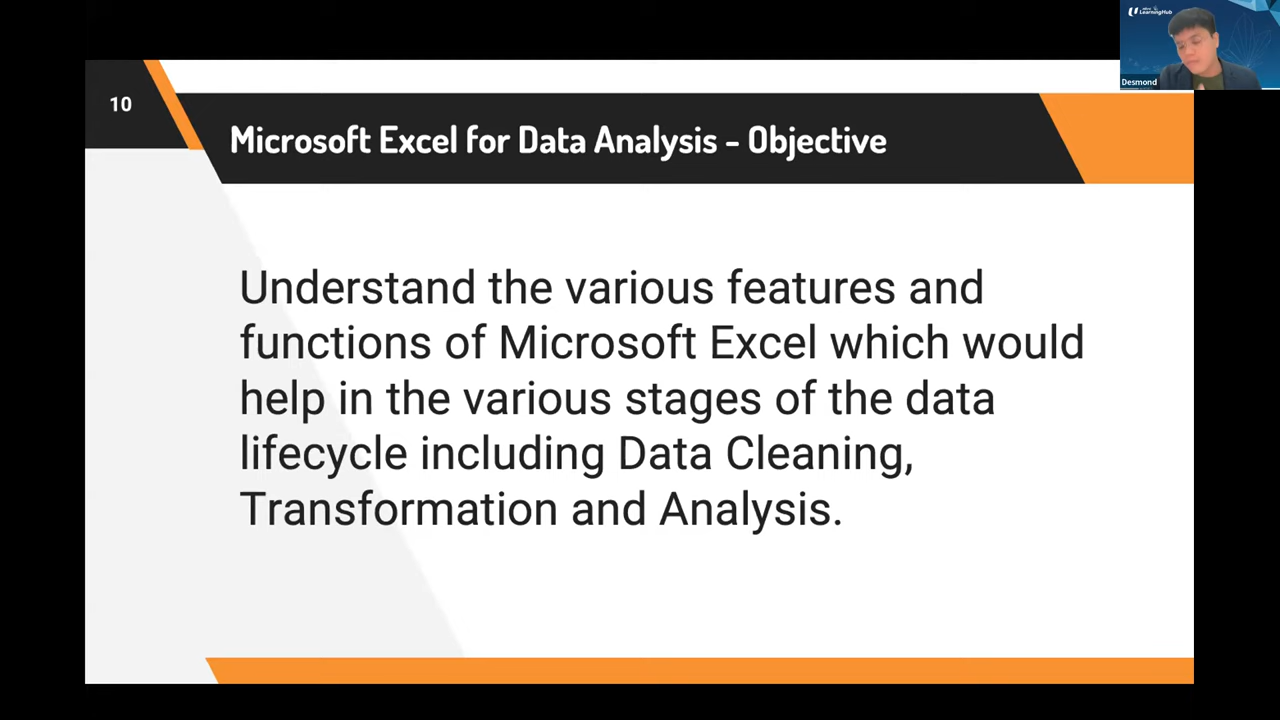 10
Microsoft Excel for Data Analysis - Objective
Understand the various features and
functions of Microsoft Excel which would
help in the various stages of the data
lifecycle including Data Cleaning,
Transformation and Analysis.
LearningHub
Desmond